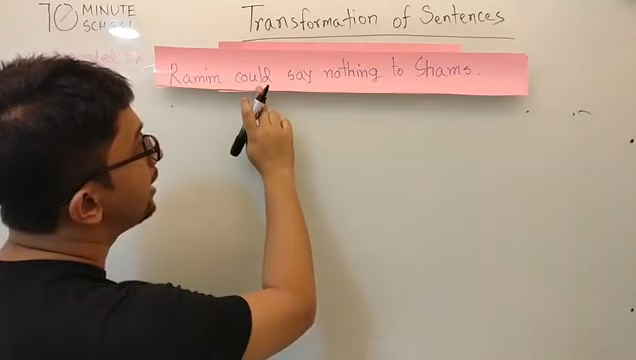 10 MINUTE
SCHOOL
Transformation of Sentences
Ramim could say nothing to Shams.